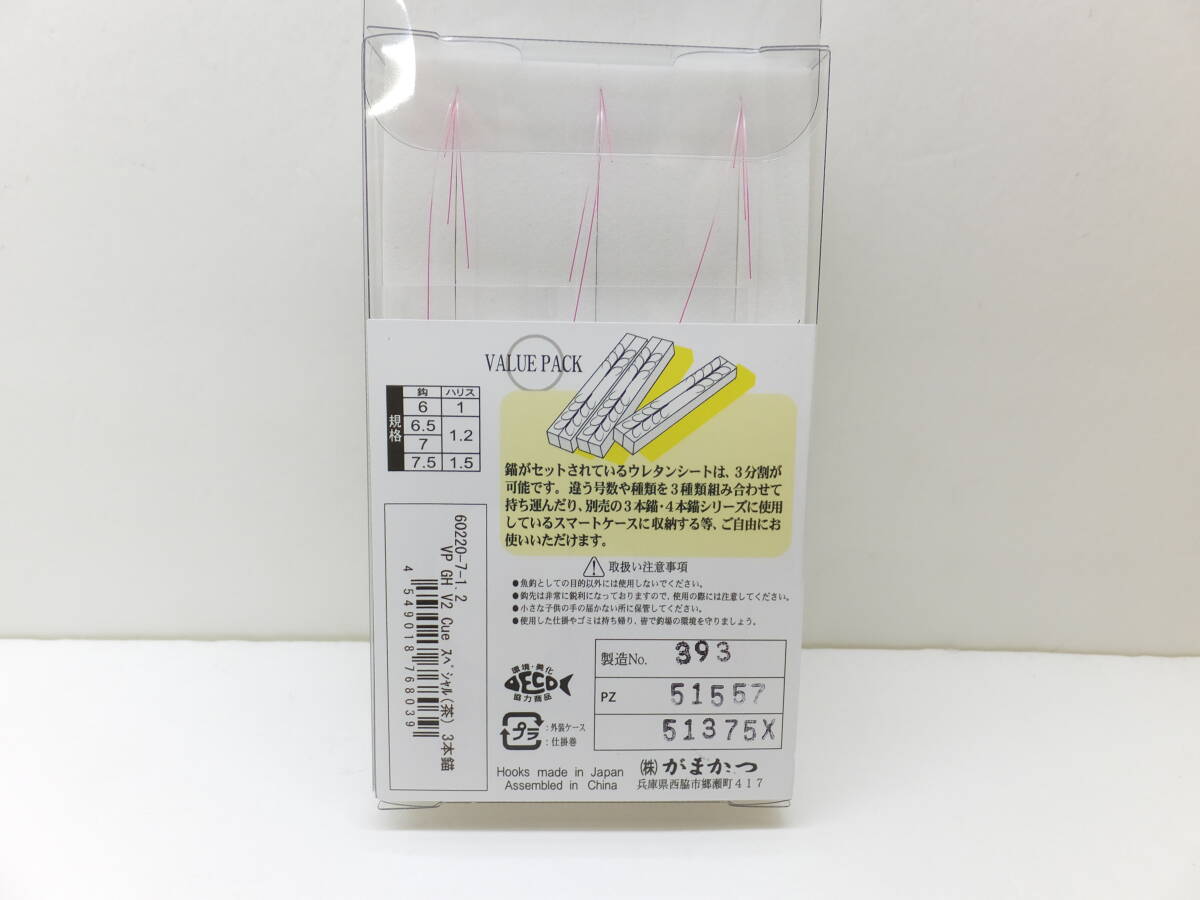 VALUE PACK
規格
鈎 ハリス
6 1
6.5 1.2
7
7.5 1.5
錨がセットされているウレタンシートは、3分割が
可能です。違う号数や種類を3種類組み合わせて
持ち運んだり、別売の3本錨・4本錨シリーズに使用
しているスマートケースに収納する等、ご自由にお
使いいただけます。
取扱い注意事項
●魚釣としての目的以外には使用しないでください。
●鈎先は非常に鋭利になっておりますので、使用の際には注意してください。
●小さな子供の手の届かない所に保管してください。
●使用した仕掛やゴミは持ち帰り、皆で釣場の環境を守りましょう。
60220-7-1.2
VP GH V2 Cue スペシャル(茶) 3本錨
4 549018 768039
環境・美化
ECO
協力商品
プラ
:外装ケース
:仕掛巻
製造No. 393
PZ 51557
51375X
Hooks made in Japan
Assembled in China
(株)がまかつ
兵庫県西脇市郷瀬町417